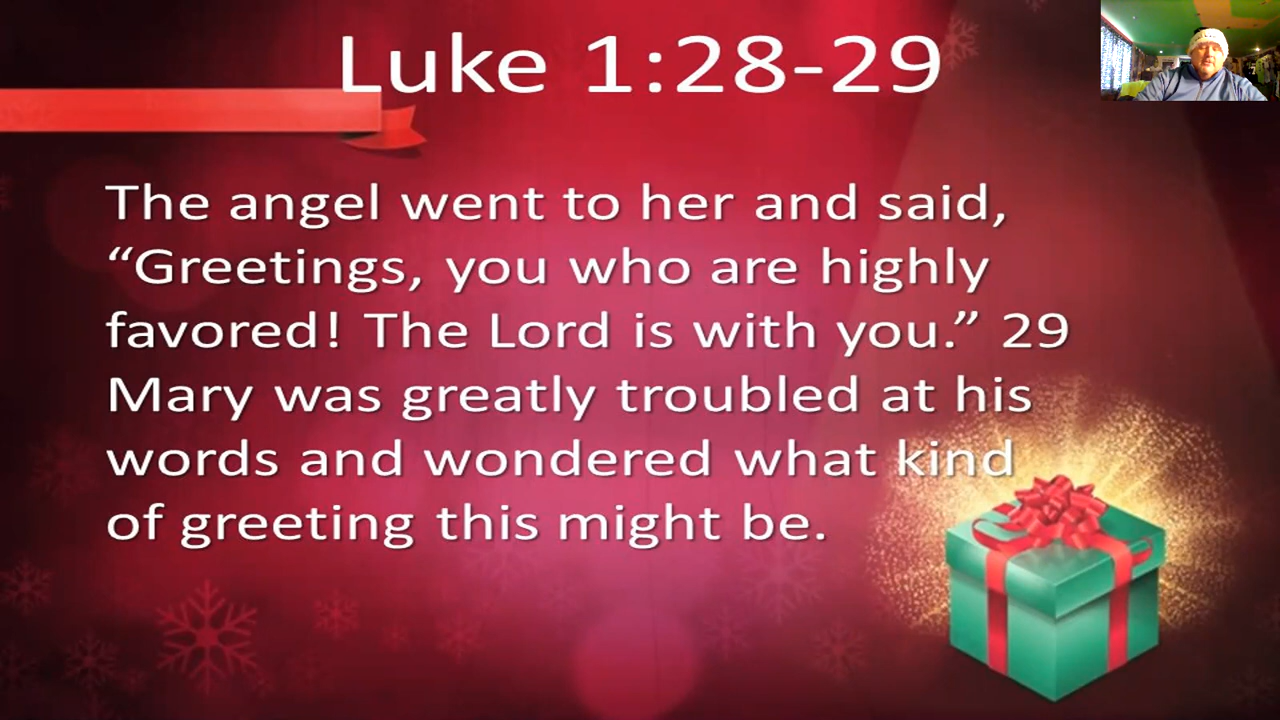 Luke 1:28-29
The angel went to her and said,
“Greetings, you who are highly
favored! The Lord is with you.” 29
Mary was greatly troubled at his
words and wondered what kind
of greeting this might be.